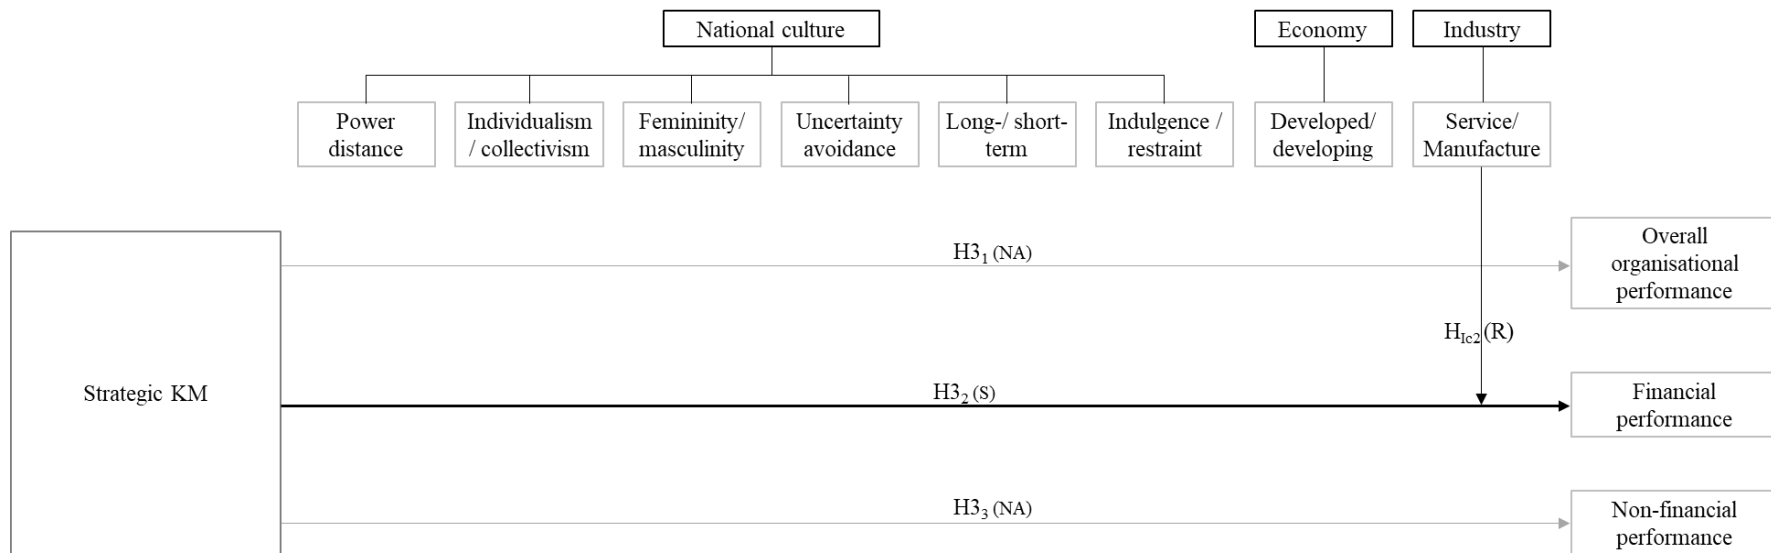 National culture
Economy
Industry
Power
distance
Individualism
/ collectivism
Femininity/
masculinity
Uncertainty
avoidance
Long-/ short-
term
Indulgence /
restraint
Developed/
developing
Service/
Manufacture
Strategic KM
H3₁ (NA)
Overall
organisational
performance
H_Ic2 (R)
H3₂ (S)
Financial
performance
H3₃ (NA)
Non-financial
performance